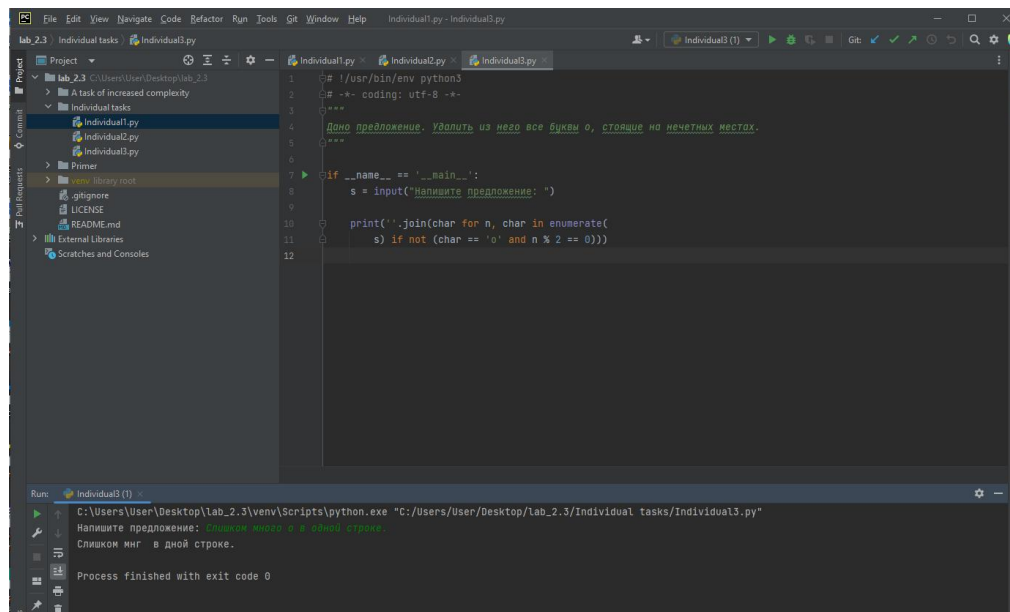 PC File Edit View Navigate Code Refactor Run Tools Git Window Help Individual1.py - Individual3.py
lab_2.3 Individual tasks Individual3.py Individual3 (1) Git:
Project
Individual1.py Individual2.py Individual3.py
lab_2.3 C:\Users\User\Desktop\lab_2.3
A task of increased complexity
Individual tasks
Individual1.py
Individual2.py
Individual3.py
Primer
venv library root
.gitignore
LICENSE
README.md
External Libraries
Scratches and Consoles
Project
Commit
Pull Requests
1 # !/usr/bin/env python3
2 # -*- coding: utf-8 -*-
3 """
4 Дано предложение. Удалить из него все буквы о, стоящие на нечетных местах.
5 """
6
7 if __name__ == '__main__':
8 s = input("Напишите предложение: ")
9
10 print(''.join(char for n, char in enumerate(
11 s) if not (char == 'о' and n % 2 == 0)))
12
Run: Individual3 (1)
C:\Users\User\Desktop\lab_2.3\venv\Scripts\python.exe "C:/Users/User/Desktop/lab_2.3/Individual tasks/Individual3.py"
Напишите предложение: Слишком много о в одной строке.
Слишком мнг  в дной строке.
Process finished with exit code 0